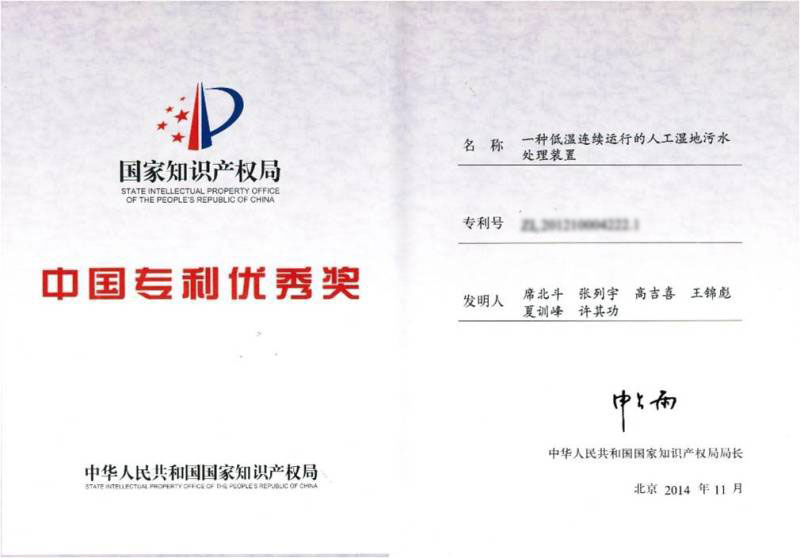 国家知识产权局
STATE INTELLECTUAL PROPERTY OFFICE
OF THE PEOPLE'S REPUBLIC OF CHINA
中国专利优秀奖
中华人民共和国国家知识产权局
STATE INTELLECTUAL PROPERTY OFFICE OF THE PEOPLE'S REPUBLIC OF CHINA
名 称 一种低温连续运行的人工湿地污水
处理装置
专利号
发明人 席北斗 张列宇 高吉喜 王锦彪
夏训峰 许其功
申长雨
中华人民共和国国家知识产权局局长
北京 2014 年 11 月